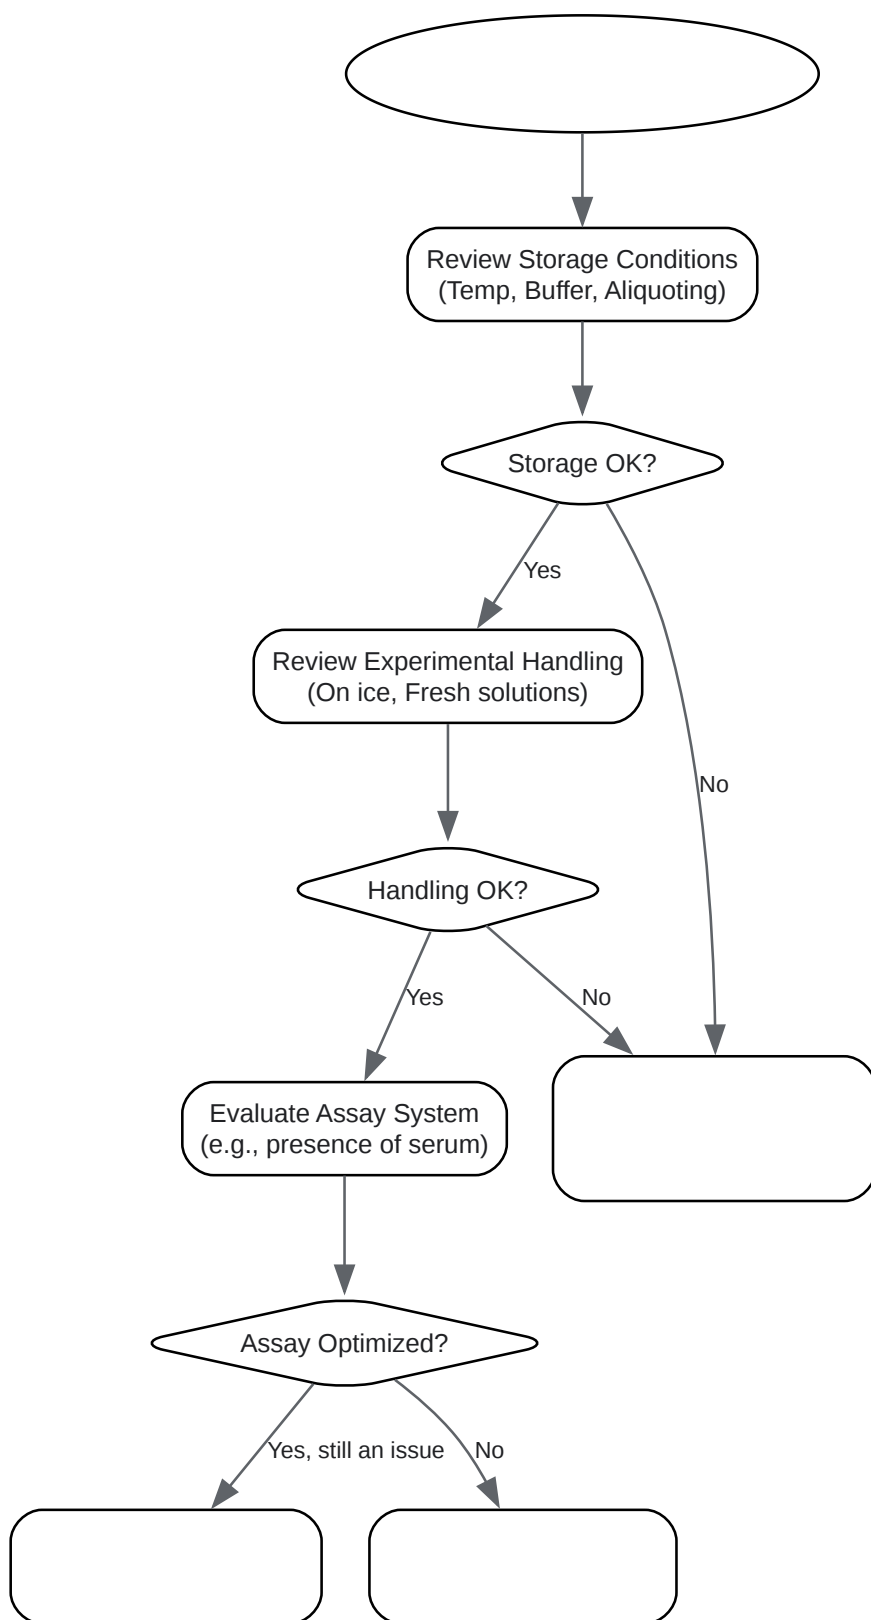 Review Storage Conditions
(Temp, Buffer, Aliquoting)
Storage OK?
Yes
Review Experimental Handling
(On ice, Fresh solutions)
No
Handling OK?
Yes
No
Evaluate Assay System
(e.g., presence of serum)
Assay Optimized?
Yes, still an issue
No